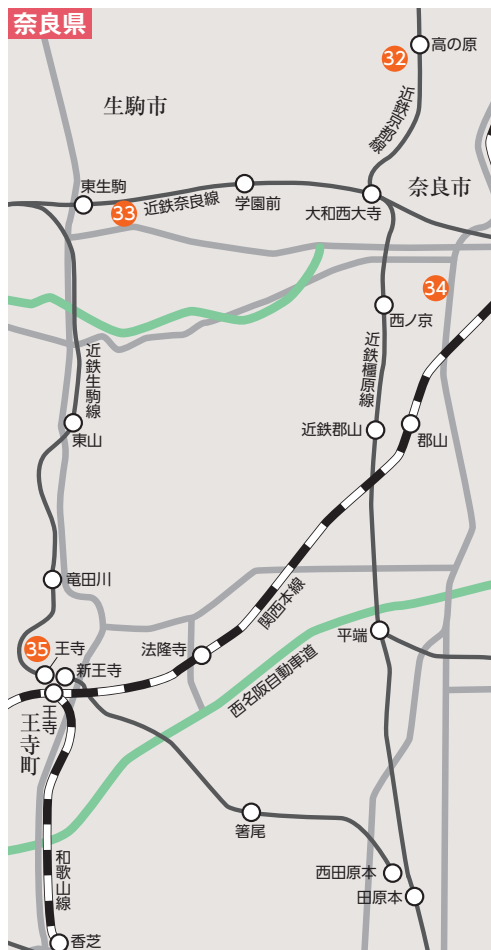 奈良県
高の原
32
生駒市
近鉄京都線
東生駒
学園前
奈良市
33
近鉄奈良線
大和西大寺
34
西ノ京
近鉄生駒線
近鉄橿原線
東山
近鉄郡山
郡山
竜田川
関西本線
35
王寺
新王寺
法隆寺
平端
西名阪自動車道
王寺
王寺町
箸尾
和歌山線
西田原本
田原本
香芝